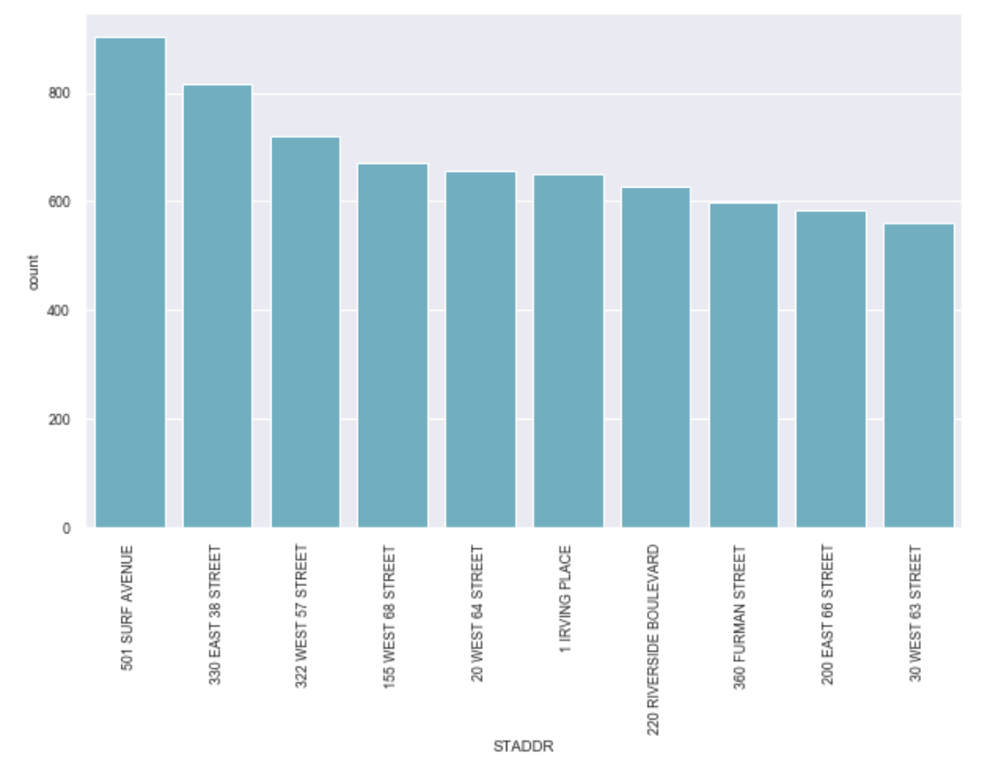 800
600
400
200
0
count
501 SURF AVENUE
330 EAST 38 STREET
322 WEST 57 STREET
155 WEST 68 STREET
20 WEST 64 STREET
1 IRVING PLACE
220 RIVERSIDE BOULEVARD
360 FURMAN STREET
200 EAST 66 STREET
30 WEST 63 STREET
STADDR